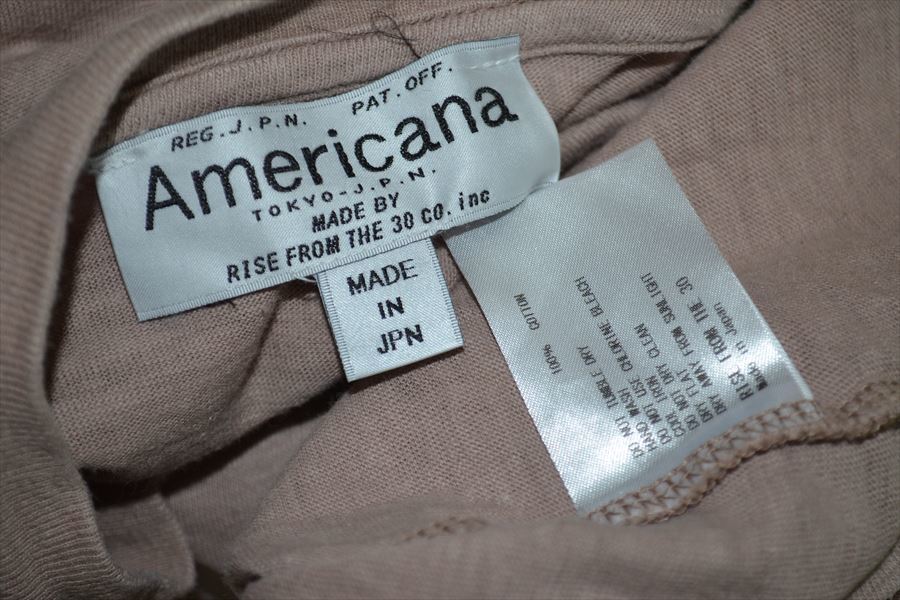 REG.J.P.N. PAT.OFF.
Americana
TOKYO-J.P.N.
MADE BY
RISE FROM THE 30 CO. inc
MADE
IN
JPN
100% COTTON
DO NOT TUMBLE DRY
HAND WASH
DO NOT USE CHLORINE BLEACH
COOL IRON
DO NOT DRY CLEAN
DRY FLAT
DRY AWAY FROM SUNLIGHT
RISE FROM THE 30
Made in Japan